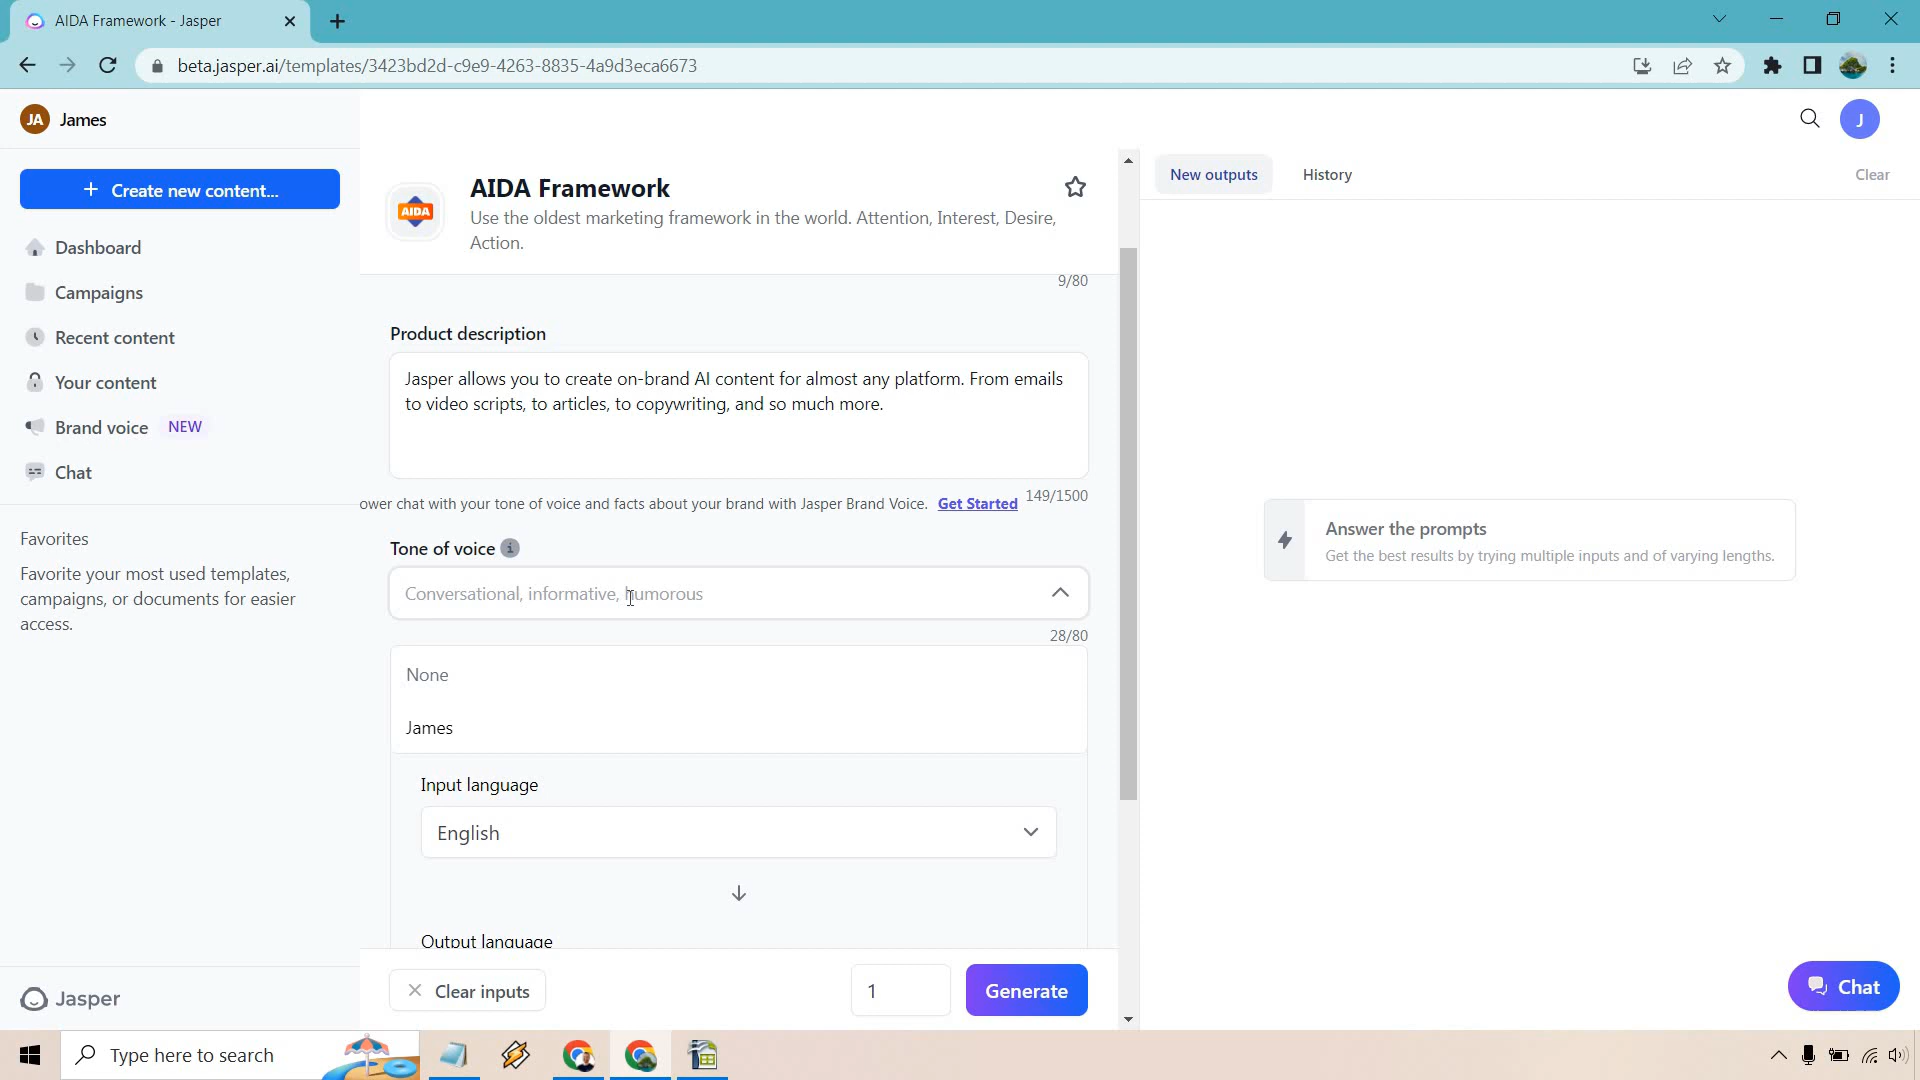 AIDA Framework - Jasper
beta.jasper.ai/templates/3423bd2d-c9e9-4263-8835-4a9d3eca6673
JA James
J
Create new content...
Dashboard
Campaigns
Recent content
Your content
Brand voice NEW
Chat
Favorites
Favorite your most used templates,
campaigns, or documents for easier
access.
Jasper
AIDA
AIDA Framework
Use the oldest marketing framework in the world. Attention, Interest, Desire,
Action.
9/80
Product description
Jasper allows you to create on-brand AI content for almost any platform. From emails
to video scripts, to articles, to copywriting, and so much more.
149/1500
ower chat with your tone of voice and facts about your brand with Jasper Brand Voice. Get Started
Tone of voice
Conversational, informative, humorous
28/80
None
James
Input language
English
Output language
Clear inputs
1
Generate
New outputs
History
Clear
Answer the prompts
Get the best results by trying multiple inputs and of varying lengths.
Chat
Type here to search